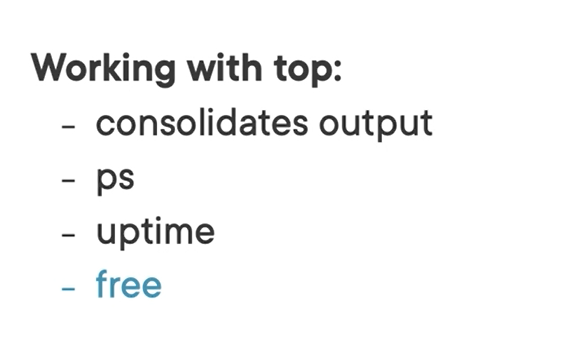 Working with top:
- consolidates output
- ps
- uptime
- free